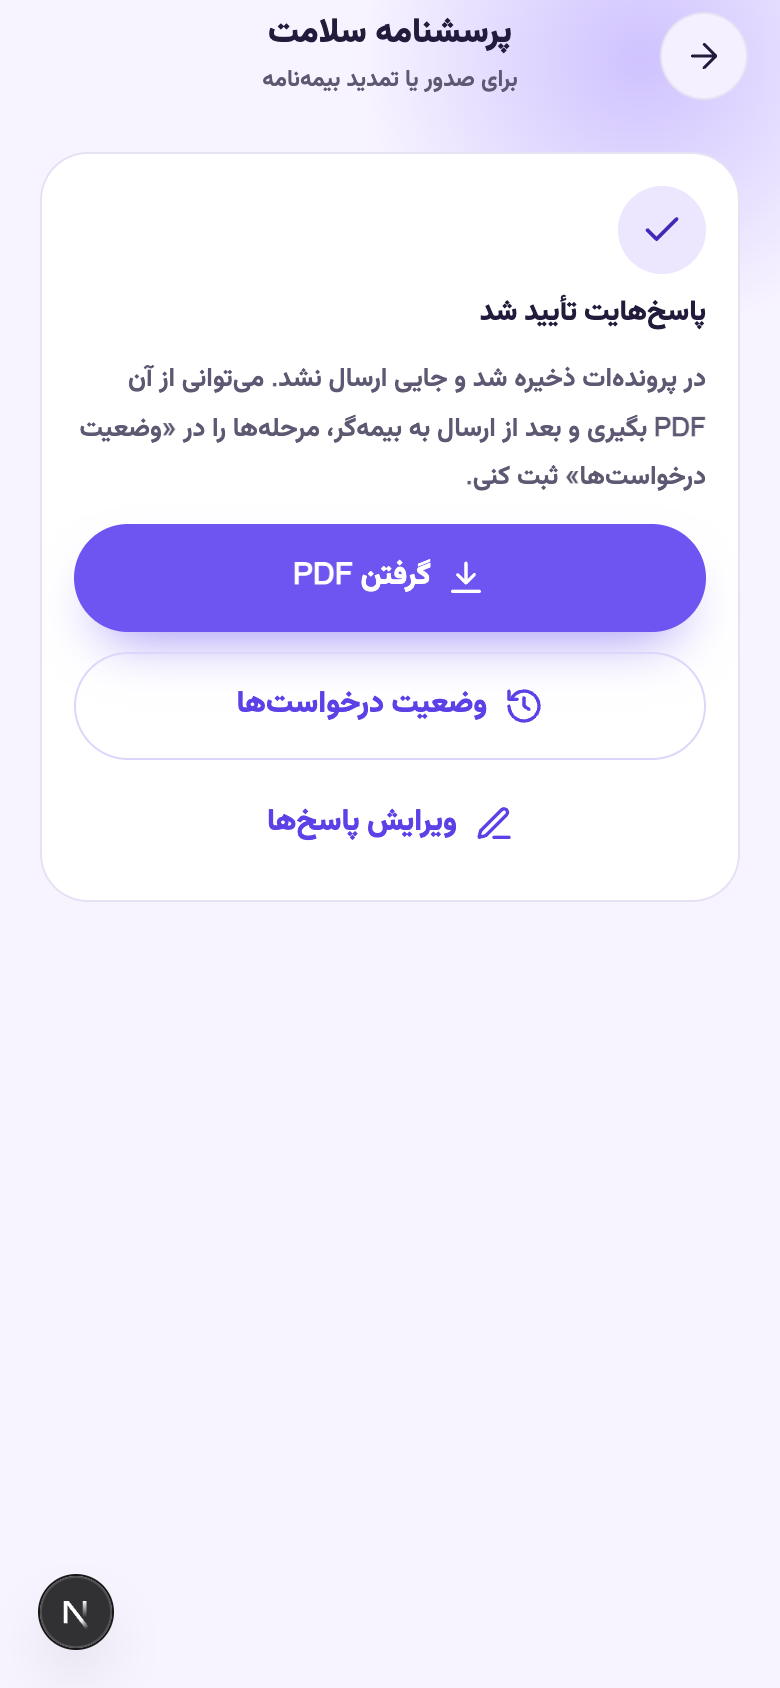 پرسشنامه سلامت
برای صدور یا تمدید بیمه‌نامه
پاسخ‌هایت تأیید شد
در پرونده‌ات ذخیره شد و جایی ارسال نشد. می‌توانی از آن
PDF بگیری و بعد از ارسال به بیمه‌گر، مرحله‌ها را در «وضعیت
درخواست‌ها» ثبت کنی.
گرفتن PDF
وضعیت درخواست‌ها
ویرایش پاسخ‌ها
N